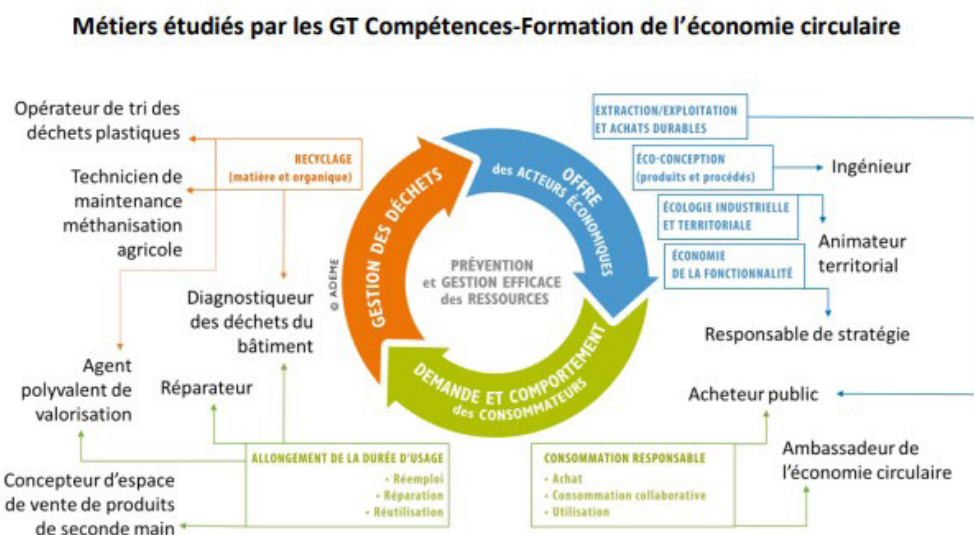 Métiers étudiés par les GT Compétences-Formation de l'économie circulaire
Opérateur de tri des
déchets plastiques
Technicien de
maintenance
méthanisation
agricole
RECYCLAGE
(matière et organique)
Diagnostiqueur
des déchets du
bâtiment
Agent
polyvalent de
valorisation
Réparateur
Concepteur d'espace
de vente de produits
de seconde main
ALLONGEMENT DE LA DURÉE D'USAGE
• Réemploi
• Réparation
• Réutilisation
© ADEME
GESTION DES DÉCHETS
OFFRE
des ACTEURS ÉCONOMIQUES
DEMANDE ET COMPORTEMENT
des CONSOMMATEURS
PRÉVENTION
et GESTION EFFICACE
des RESSOURCES
EXTRACTION/EXPLOITATION
ET ACHATS DURABLES
ÉCO-CONCEPTION
(produits et procédés)
Ingénieur
ÉCOLOGIE INDUSTRIELLE
ET TERRITORIALE
Animateur
territorial
ÉCONOMIE
DE LA FONCTIONNALITÉ
Responsable de stratégie
Acheteur public
Ambassadeur de
l'économie circulaire
CONSOMMATION RESPONSABLE
• Achat
• Consommation collaborative
• Utilisation